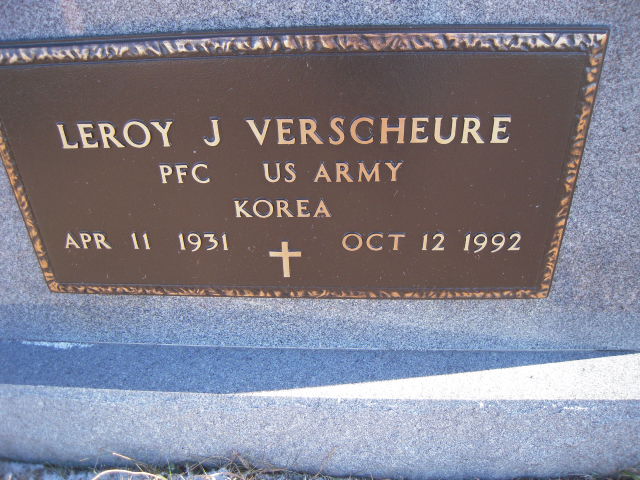 LEROY J VERSCHEURE
PFC US ARMY
KOREA
APR 11 1931 OCT 12 1992